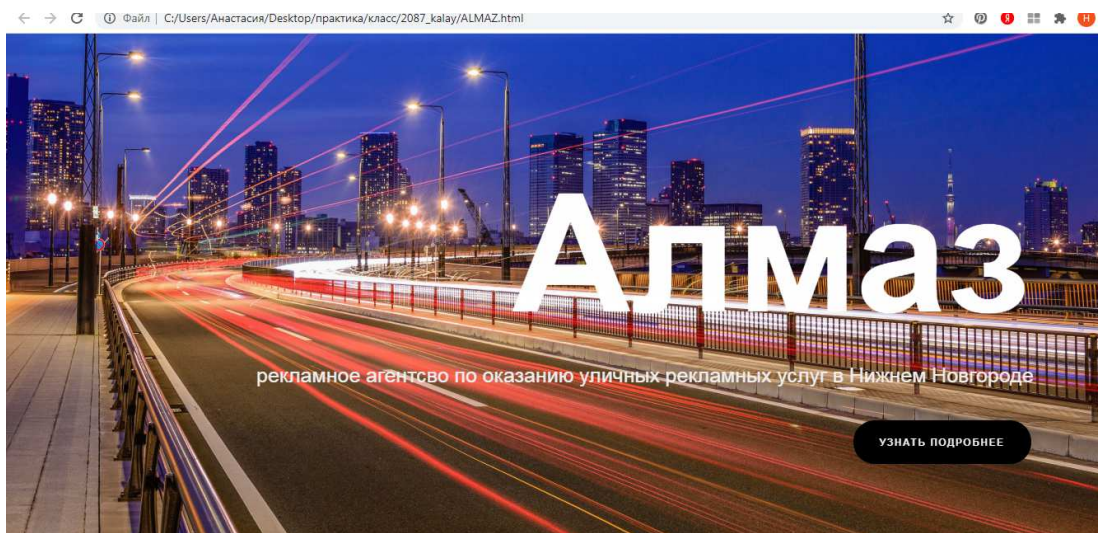 Файл | C:/Users/Анастасия/Desktop/практика/класс/2087_kalay/ALMAZ.html
Я
Н
Алмаз
рекламное агентсво по оказанию уличных рекламных услуг в Нижнем Новгороде
УЗНАТЬ ПОДРОБНЕЕ